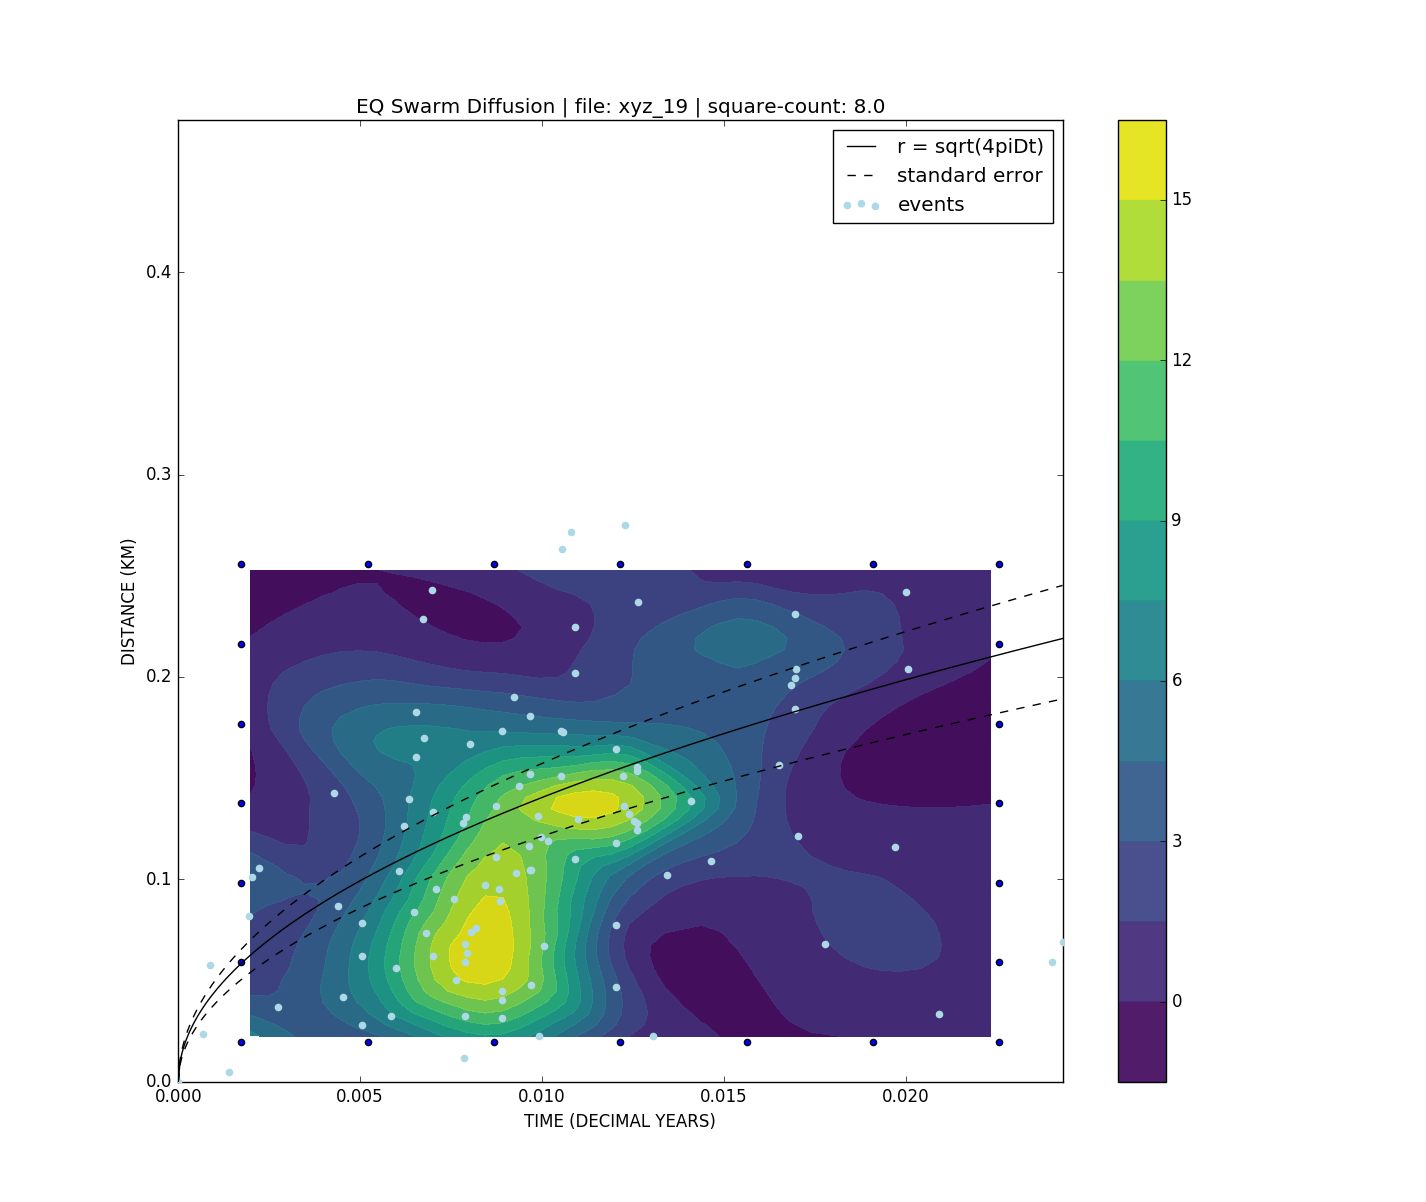 EQ Swarm Diffusion | file: xyz_19 | square-count: 8.0
r = sqrt(4piDt)
standard error
events
15
12
9
6
3
0
0.4
0.3
0.2
0.1
0.0
DISTANCE (KM)
0.000 0.005 0.010 0.015 0.020
TIME (DECIMAL YEARS)